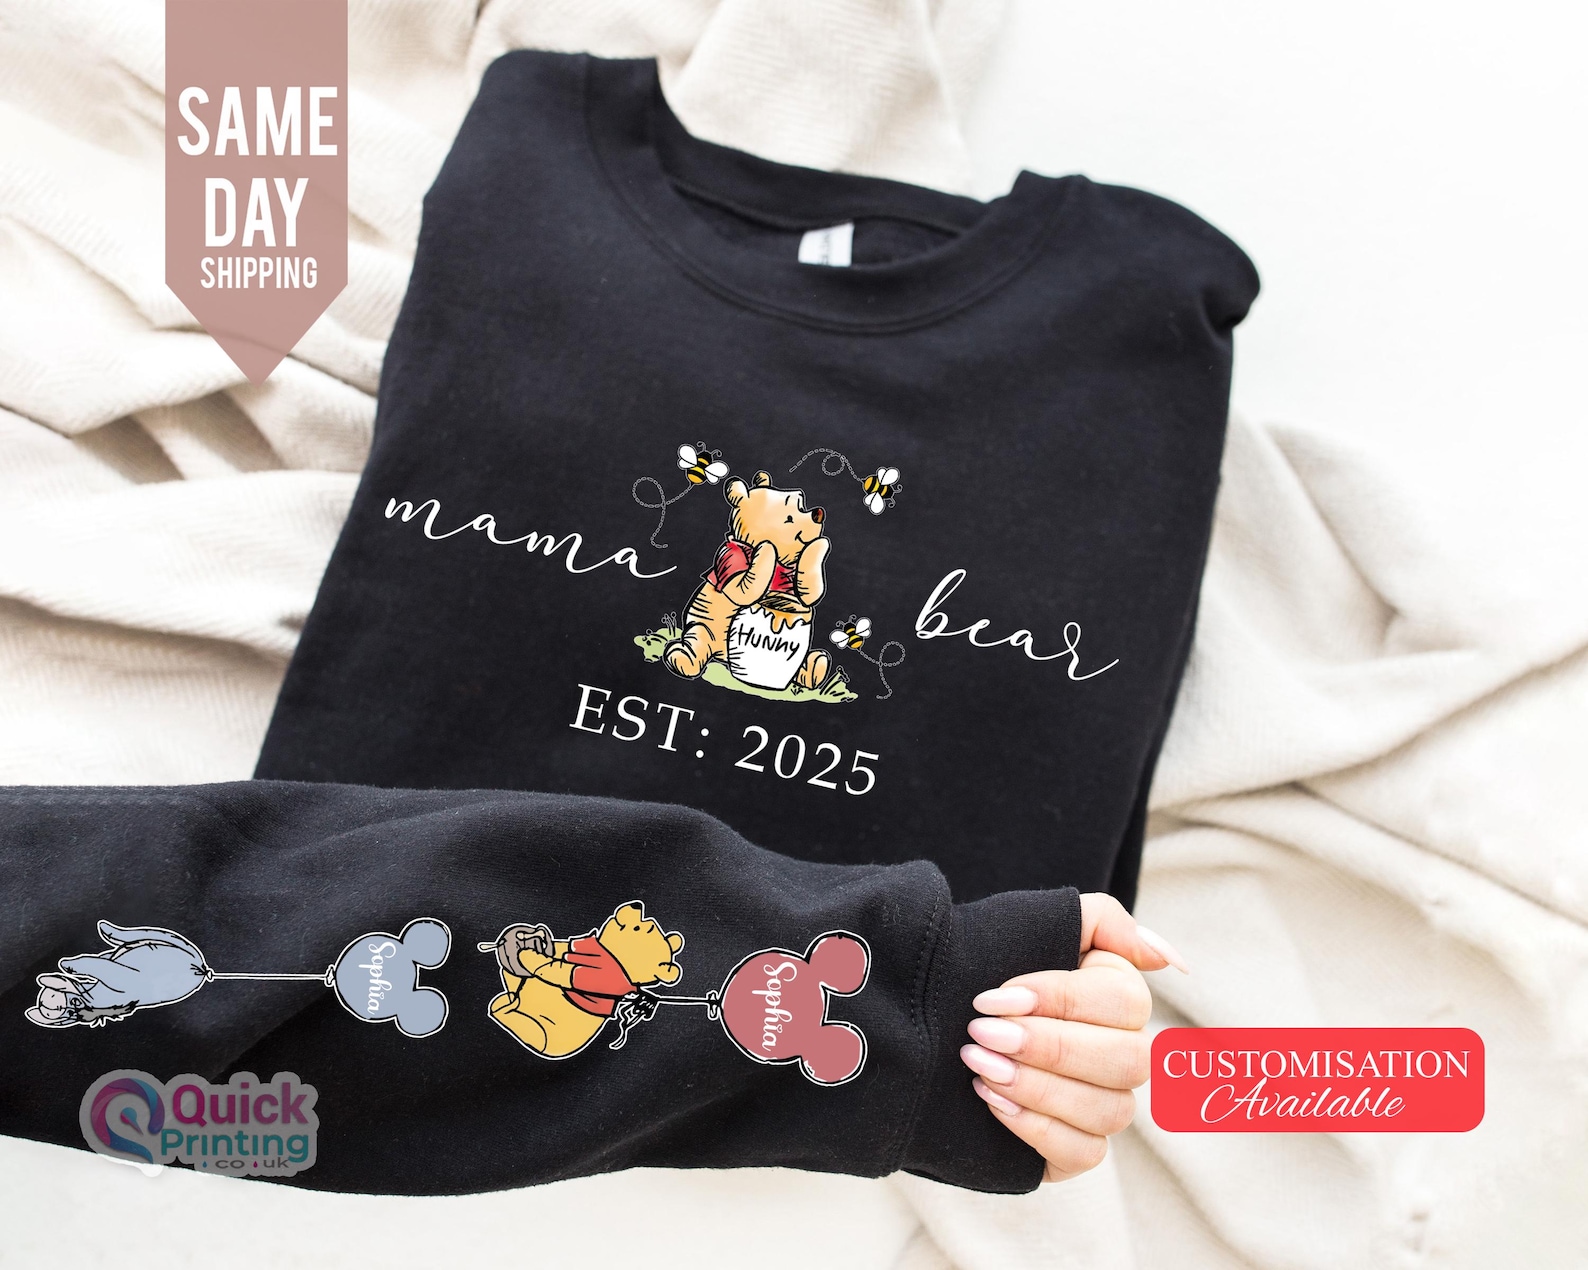 SAME
DAY
SHIPPING
mama bear
HUNNY
EST: 2025
Sophia
Sophia
Quick
Printing
co uk
CUSTOMISATION
Available